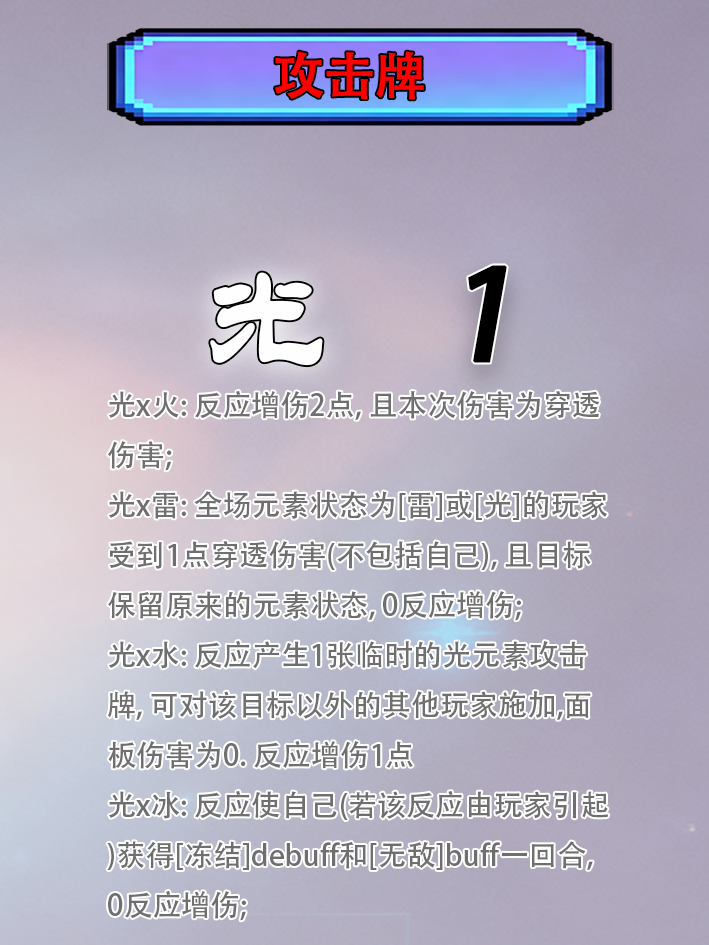 攻击牌
光 1
光x火: 反应增伤2点, 且本次伤害为穿透
伤害;
光x雷: 全场元素状态为[雷]或[光]的玩家
受到1点穿透伤害(不包括自己), 且目标
保留原来的元素状态, 0反应增伤;
光x水: 反应产生1张临时的光元素攻击
牌, 可对该目标以外的其他玩家施加,面
板伤害为0. 反应增伤1点
光x冰: 反应使自己(若该反应由玩家引起
)获得[冻结]debuff和[无敌]buff一回合,
0反应增伤;